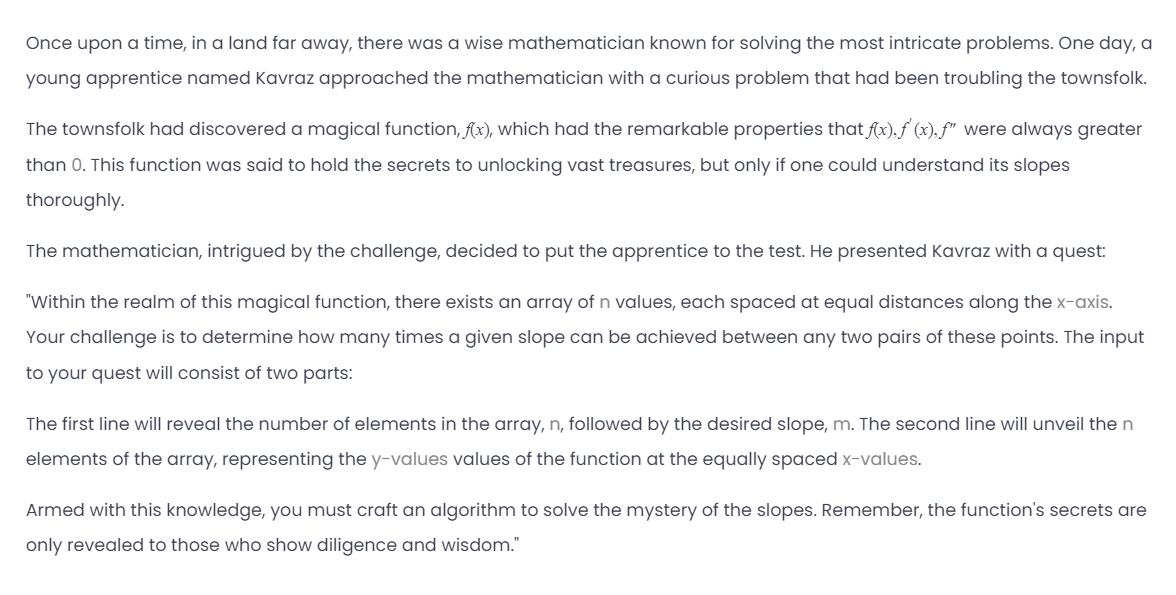 Once upon a time, in a land far away, there was a wise mathematician known for solving the most intricate problems. One day, a
young apprentice named Kavraz approached the mathematician with a curious problem that had been troubling the townsfolk.
The townsfolk had discovered a magical function, f(x), which had the remarkable properties that f(x), f′(x), f″ were always greater
than 0. This function was said to hold the secrets to unlocking vast treasures, but only if one could understand its slopes
thoroughly.
The mathematician, intrigued by the challenge, decided to put the apprentice to the test. He presented Kavraz with a quest:
"Within the realm of this magical function, there exists an array of n values, each spaced at equal distances along the x-axis.
Your challenge is to determine how many times a given slope can be achieved between any two pairs of these points. The input
to your quest will consist of two parts:
The first line will reveal the number of elements in the array, n, followed by the desired slope, m. The second line will unveil the n
elements of the array, representing the y-values values of the function at the equally spaced x-values.
Armed with this knowledge, you must craft an algorithm to solve the mystery of the slopes. Remember, the function's secrets are
only revealed to those who show diligence and wisdom."